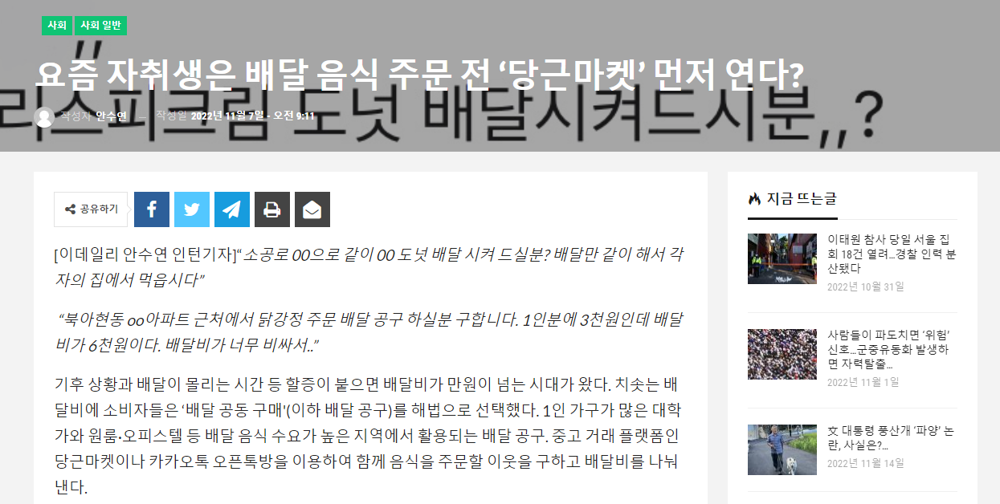 사회 사회 일반
요즘 자취생은 배달 음식 주문 전 ‘당근마켓’ 먼저 연다?
리스피크림 도넛 배달시켜드시분,,?
작성자 안수연 — 작성일 2022년 11월 7일 - 오전 9:11
공유하기
[이데일리 안수연 인턴기자]“소공로 00으로 같이 00 도넛 배달 시켜 드실분? 배달만 같이 해서 각
자의 집에서 먹읍시다”
“북아현동 oo아파트 근처에서 닭강정 주문 배달 공구 하실분 구합니다. 1인분에 3천원인데 배달
비가 6천원이다. 배달비가 너무 비싸서..”
기후 상황과 배달이 몰리는 시간 등 할증이 붙으면 배달비가 만원이 넘는 시대가 왔다. 치솟는 배
달비에 소비자들은 ‘배달 공동 구매'(이하 배달 공구)를 해법으로 선택했다. 1인 가구가 많은 대학
가와 원룸·오피스텔 등 배달 음식 수요가 높은 지역에서 활용되는 배달 공구. 중고 거래 플랫폼인
당근마켓이나 카카오톡 오픈톡방을 이용하여 함께 음식을 주문할 이웃을 구하고 배달비를 나눠
낸다.
지금 뜨는글
이태원 참사 당일 서울 집
회 18건 열려…경찰 인력 분
산됐다
2022년 10월 31일
사람들이 파도치면 ‘위험’
신호…군중유동화 발생하
면 자력탈출…
2022년 11월 1일
文 대통령 풍산개 ‘파양’ 논
란, 사실은?…
2022년 11월 14일